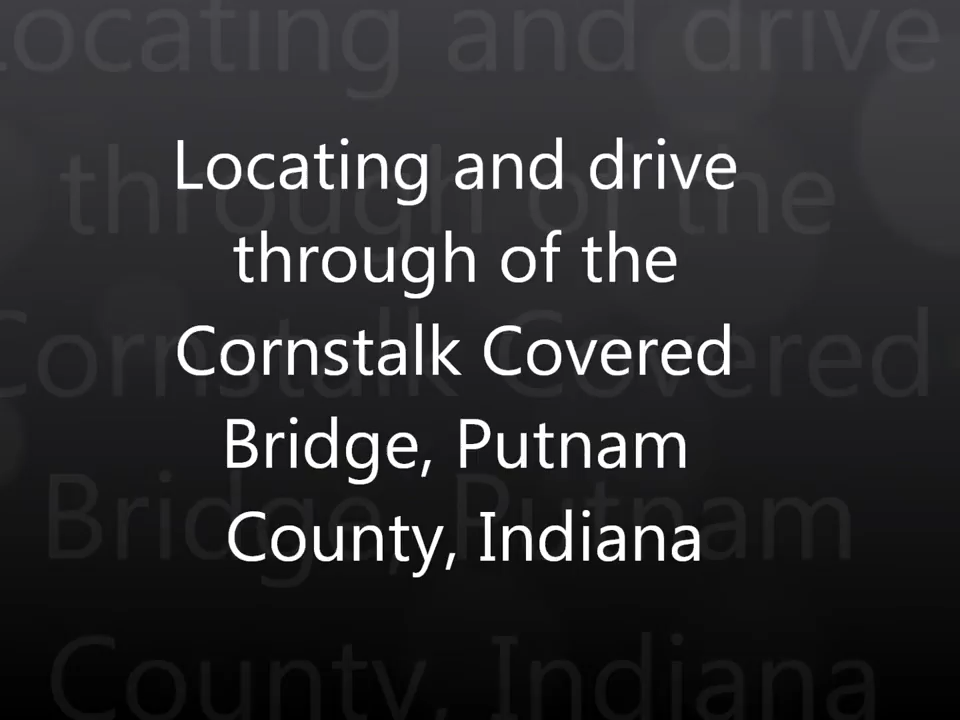 Locating and drive
through of the
Cornstalk Covered
Bridge, Putnam
County, Indiana